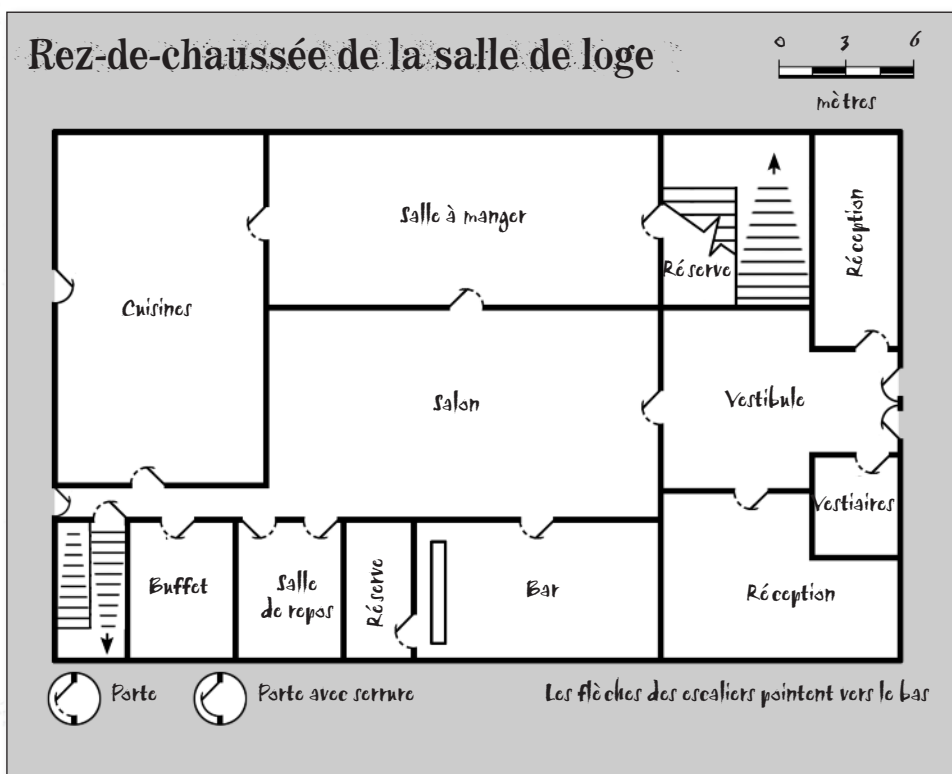 Rez-de-chaussée de la salle de loge
0 3 6
mètres
Salle à manger
Réception
Réserve
Cuisines
Salon
Vestibule
Vestiaires
Buffet
Salle
de repos
Réserve
Bar
Réception
Porte
Porte avec serrure
Les flèches des escaliers pointent vers le bas